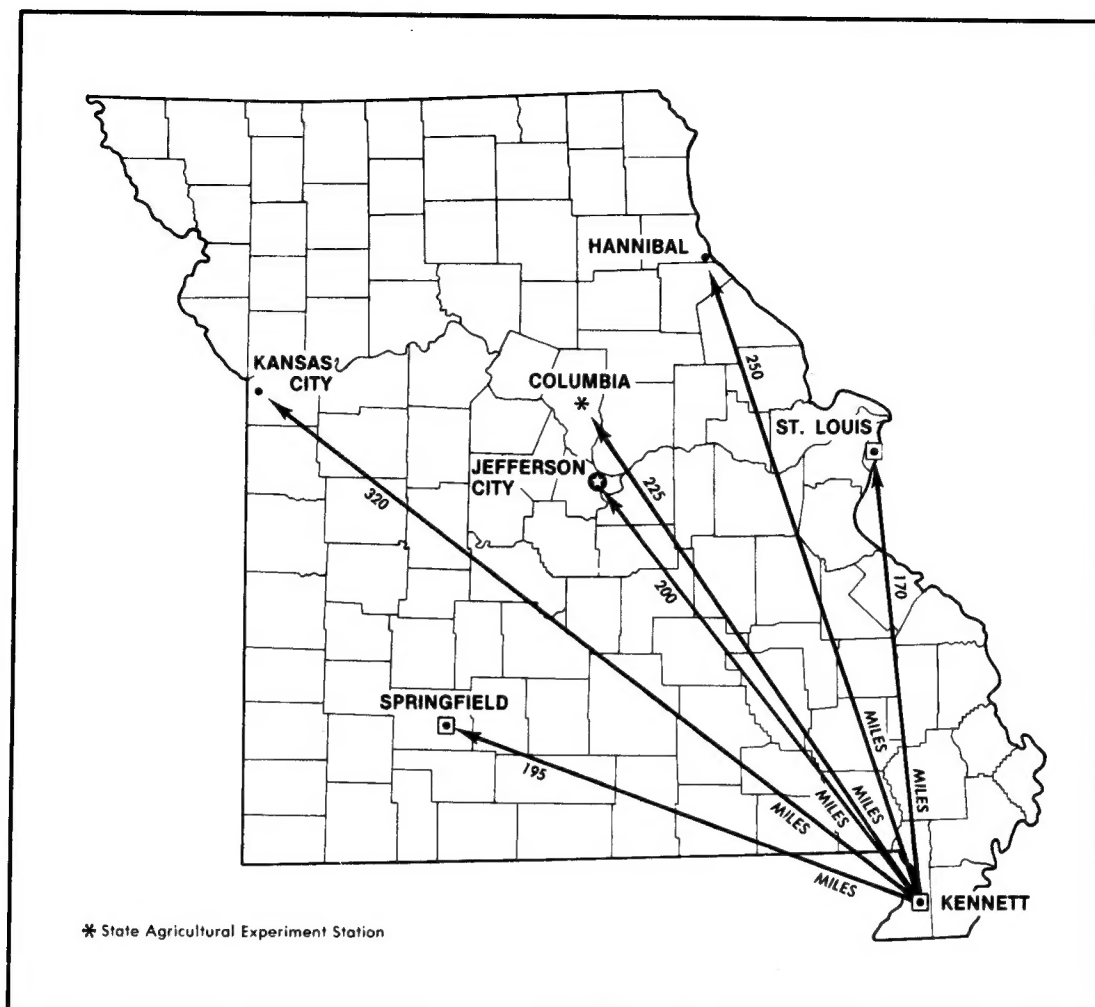 HANNIBAL
KANSAS
CITY
COLUMBIA
250
ST. LOUIS
JEFFERSON
CITY
320
225
200
170
SPRINGFIELD
195
MILES
MILES
MILES
MILES
MILES
MILES
KENNETT
* State Agricultural Experiment Station